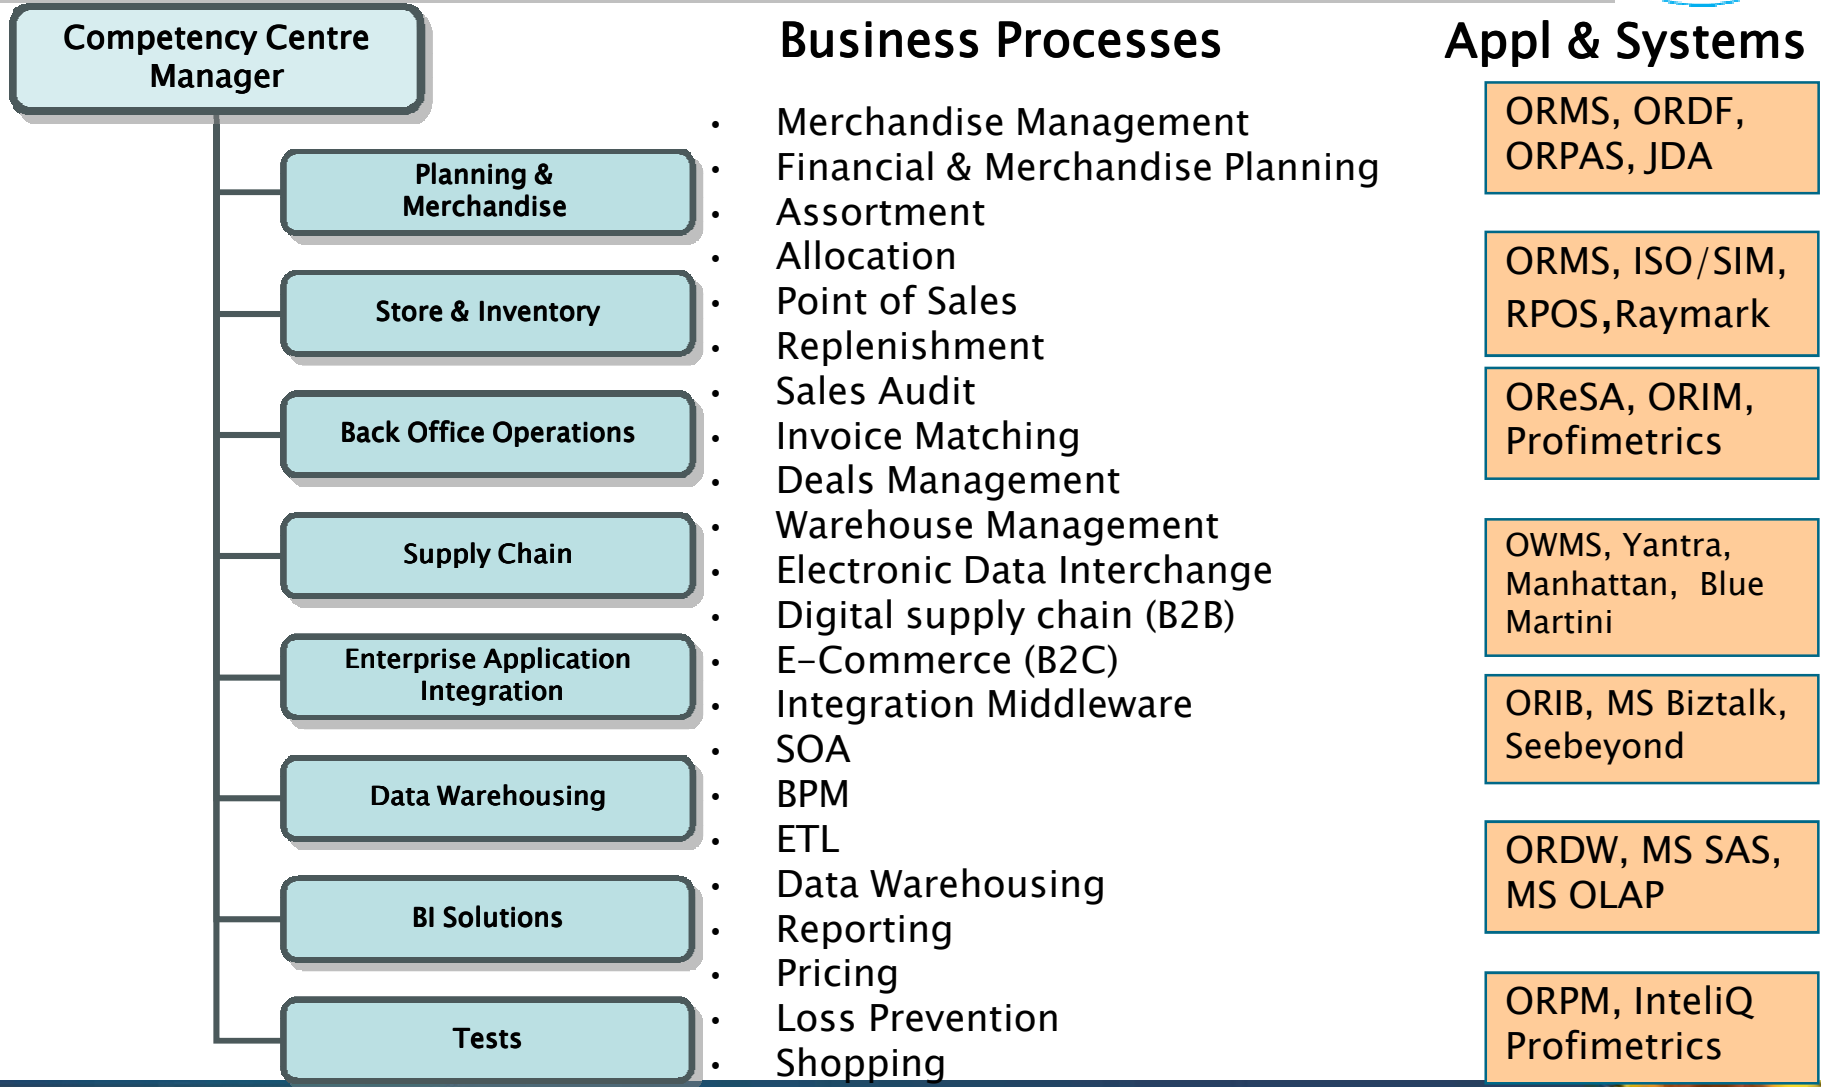 Competency Centre
Manager
Planning &
Merchandise
Store & Inventory
Back Office Operations
Supply Chain
Enterprise Application
Integration
Data Warehousing
BI Solutions
Tests
Business Processes
• Merchandise Management
• Financial & Merchandise Planning
• Assortment
• Allocation
• Point of Sales
• Replenishment
• Sales Audit
• Invoice Matching
• Deals Management
• Warehouse Management
• Electronic Data Interchange
• Digital supply chain (B2B)
• E-Commerce (B2C)
• Integration Middleware
• SOA
• BPM
• ETL
• Data Warehousing
• Reporting
• Pricing
• Loss Prevention
• Shopping
Appl & Systems
ORMS, ORDF,
ORPAS, JDA
ORMS, ISO/SIM,
RPOS,Raymark
OReSA, ORIM,
Profimetrics
OWMS, Yantra,
Manhattan, Blue
Martini
ORIB, MS Biztalk,
Seebeyond
ORDW, MS SAS,
MS OLAP
ORPM, InteliQ
Profimetrics